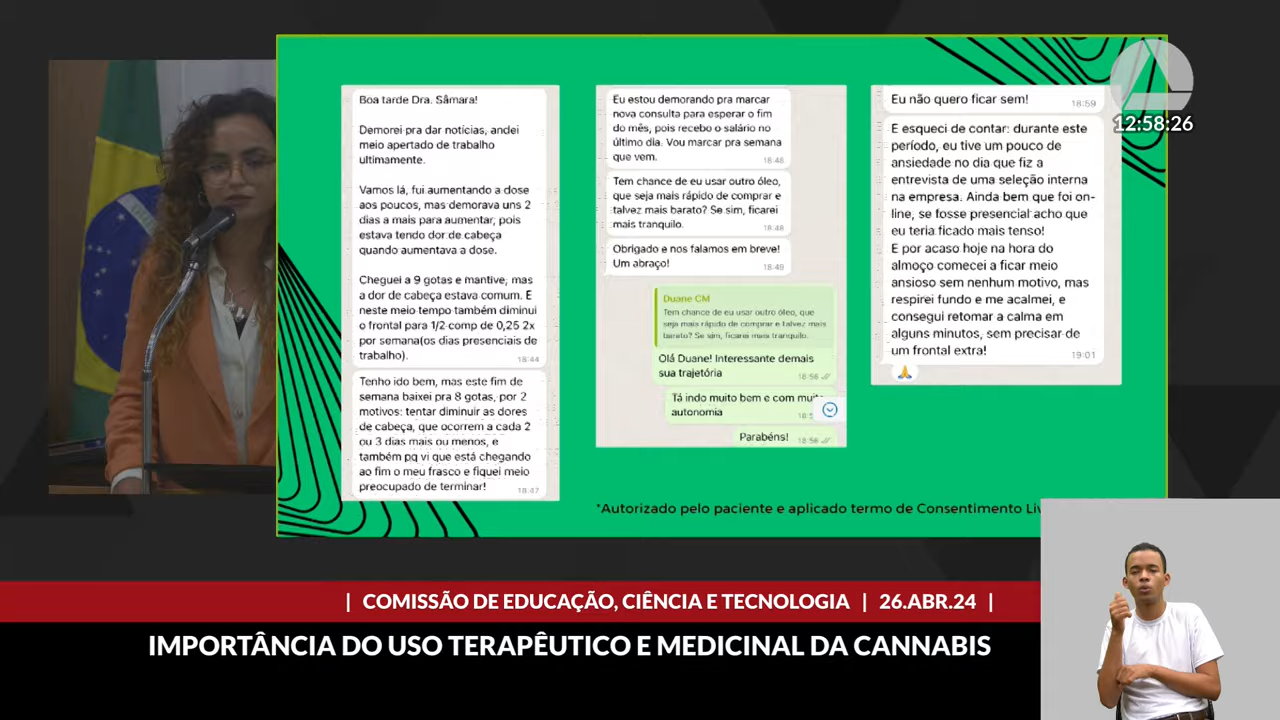 Boa tarde Dra. Sâmara!
Demorei pra dar notícias, andei
meio apertado de trabalho
ultimamente.
Vamos lá, fui aumentando a dose
aos poucos, mas demorava uns 2
dias a mais para aumentar, pois
estava tendo dor de cabeça
quando aumentava a dose.
Cheguei a 9 gotas e mantive, mas
a dor de cabeça estava comum. E
neste meio tempo também diminui
o frontal para 1/2 comp de 0,25 2x
por semana(os dias presenciais de
trabalho).
18:44
Tenho ido bem, mas este fim de
semana baixei pra 8 gotas, por 2
motivos: tentar diminuir as dores
de cabeça, que ocorrem a cada 2
ou 3 dias mais ou menos, e
também pq vi que está chegando
ao fim o meu frasco e fiquei meio
preocupado de terminar!
18:47
Eu estou demorando pra marcar
nova consulta para esperar o fim
do mês, pois recebo o salário no
último dia. Vou marcar pra semana
que vem.
18:48
Tem chance de eu usar outro óleo,
que seja mais rápido de comprar e
talvez mais barato? Se sim, ficarei
mais tranquilo.
18:48
Obrigado e nos falamos em breve!
Um abraço!
18:49
Duane CM
Tem chance de eu usar outro óleo, que
seja mais rápido de comprar e talvez mais
barato? Se sim, ficarei mais tranquilo.
Olá Duane! Interessante demais
sua trajetória
18:56
Tá indo muito bem e com muita
autonomia
Parabéns!
18:56
Eu não quero ficar sem!
18:59
E esqueci de contar: durante este
período, eu tive um pouco de
ansiedade no dia que fiz a
entrevista de uma seleção interna
na empresa. Ainda bem que foi on-
line, se fosse presencial acho que
eu teria ficado mais tenso!
E por acaso hoje na hora do
almoço comecei a ficar meio
ansioso sem nenhum motivo, mas
respirei fundo e me acalmei, e
consegui retomar a calma em
alguns minutos, sem precisar de
um frontal extra!
19:01
*Autorizado pelo paciente e aplicado termo de Consentimento
12:58:26
| COMISSÃO DE EDUCAÇÃO, CIÊNCIA E TECNOLOGIA | 26.ABR.24 |
IMPORTÂNCIA DO USO TERAPÊUTICO E MEDICINAL DA CANNABIS